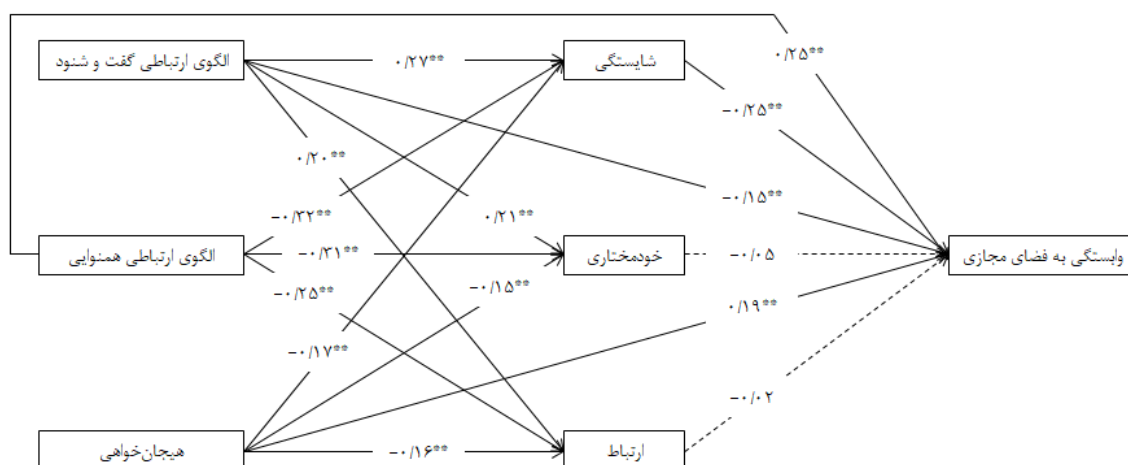 ۰/۲۵**
الگوی ارتباطی گفت و شنود
۰/۲۷**
شایستگی
-۰/۲۵**
۰/۲۰**
-۰/۱۵**
-۰/۳۲**
۰/۲۱**
الگوی ارتباطی همنوایی
-۰/۳۱**
خودمختاری
-۰/۰۵
وابستگی به فضای مجازی
-۰/۲۵**
-۰/۱۵**
۰/۱۹**
-۰/۱۷**
-۰/۰۲
هیجان‌خواهی
-۰/۱۶**
ارتباط